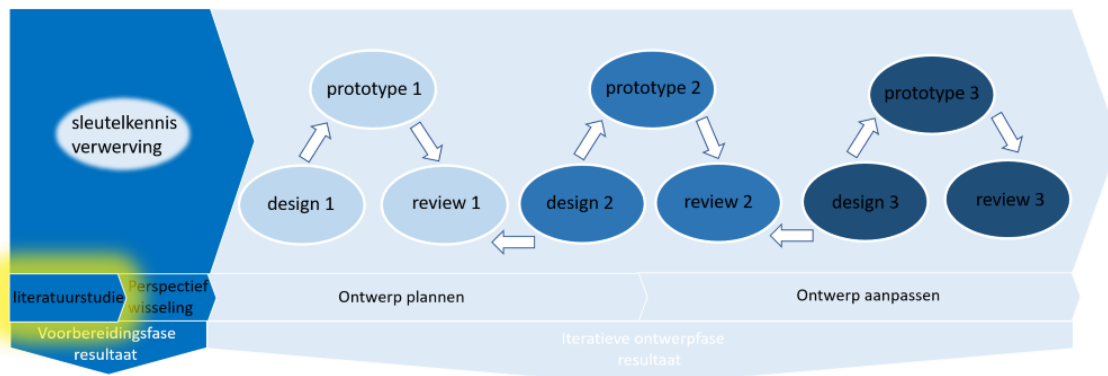 prototype 1
prototype 2
prototype 3
sleutelkennis
verwerving
design 1
review 1
design 2
review 2
design 3
review 3
literatuurstudie
Perspectief
wisseling
Ontwerp plannen
Ontwerp aanpassen
Voorbereidingsfase
resultaat
Iteratieve ontwerpfase
resultaat